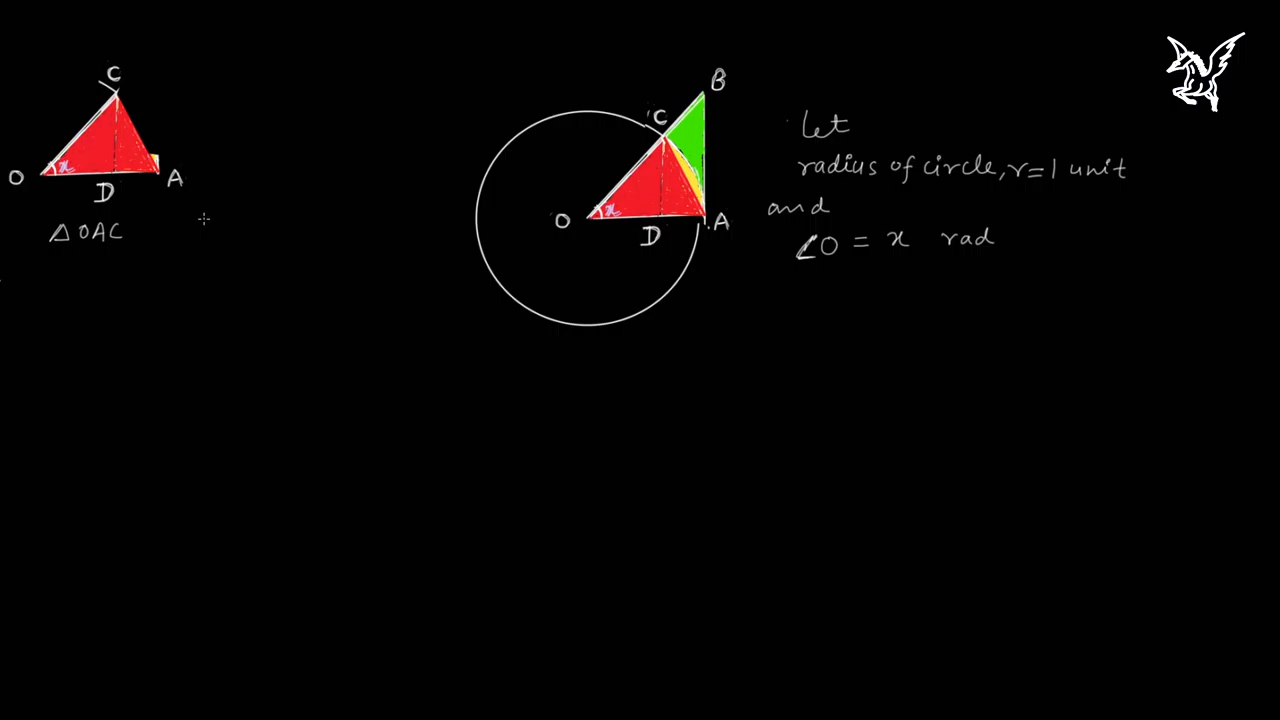 C
O x A
D
△OAC
B
C
O x A
D
Let
radius of circle, r=1 unit
and
∠O = x rad